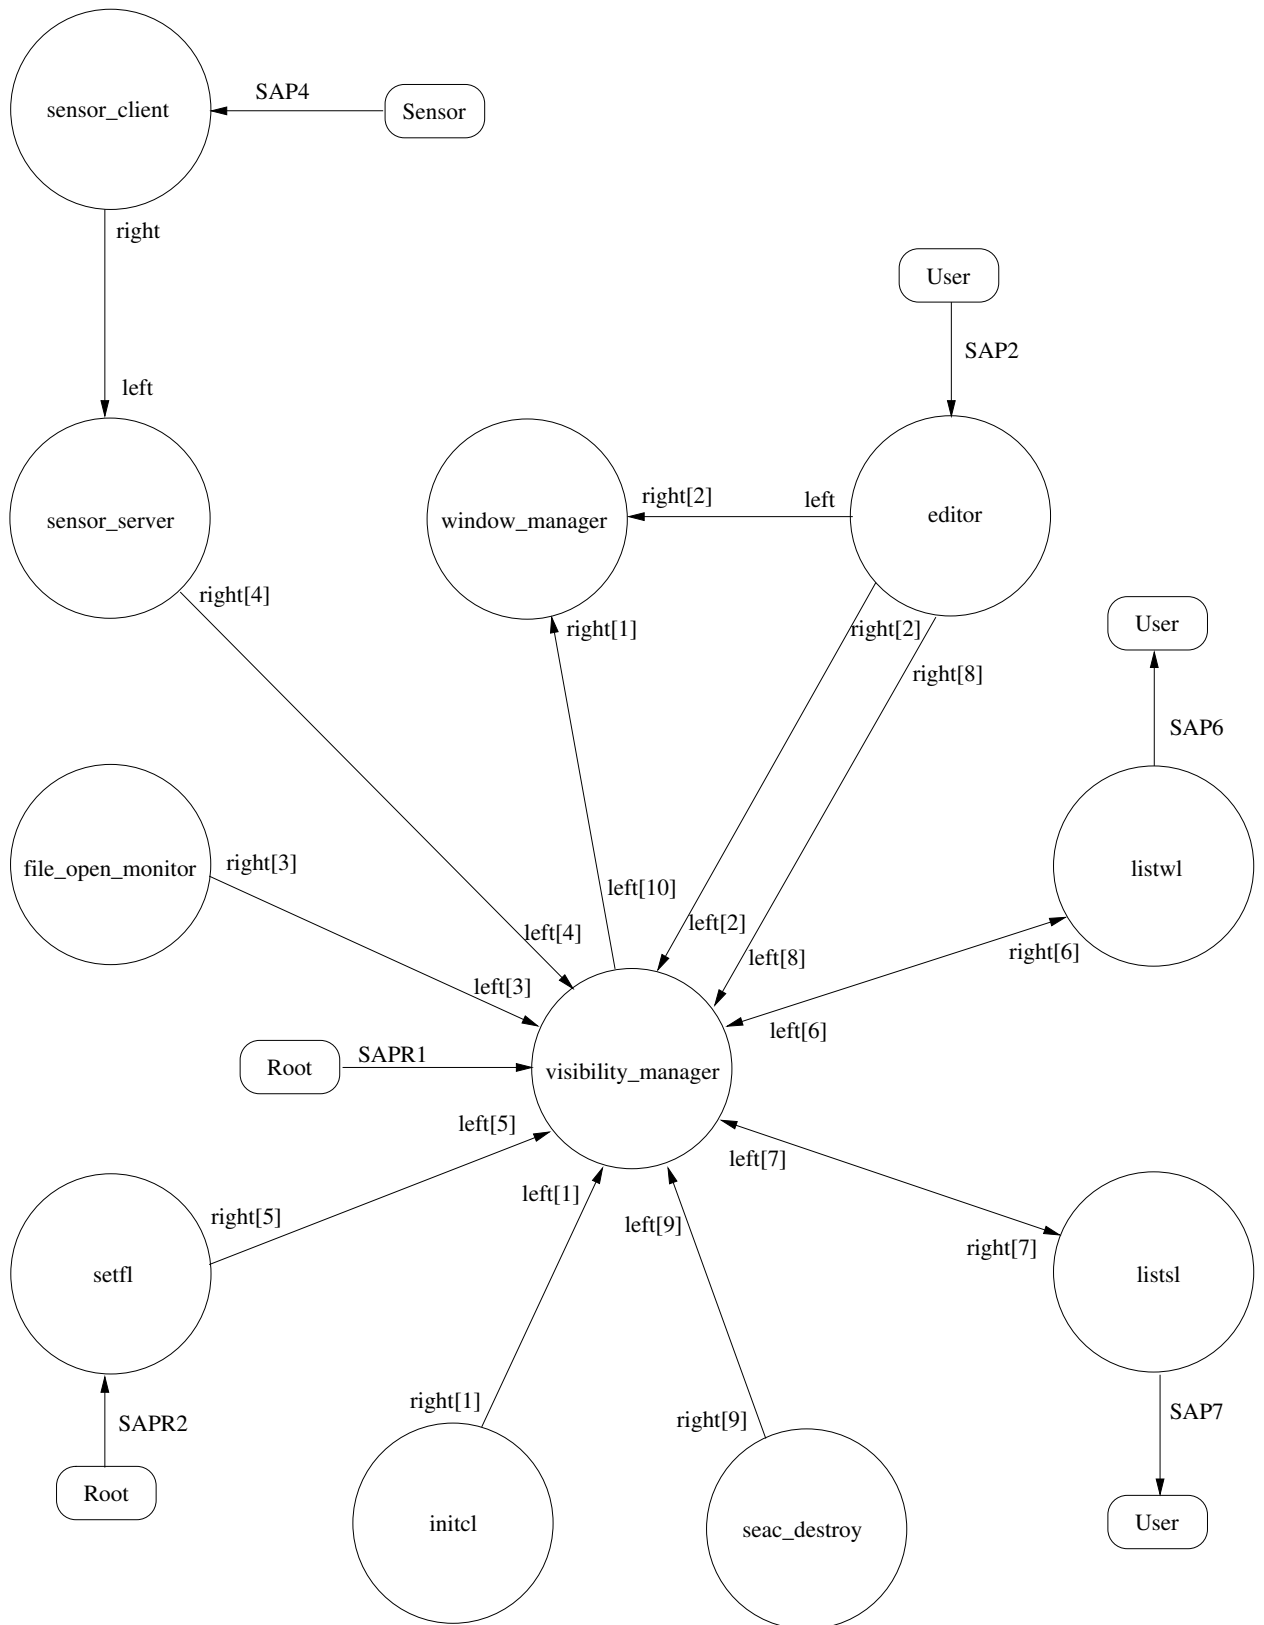 SAP4
sensor_client
Sensor
right
User
SAP2
left
right[2]
left
sensor_server
window_manager
editor
right[4]
right[1]
right[2]
User
right[8]
SAP6
file_open_monitor
right[3]
listwl
left[10]
left[2]
left[4]
left[8]
right[6]
left[3]
left[6]
SAPR1
Root
visibility_manager
left[5]
left[7]
left[1]
right[5]
left[9]
right[7]
setfl
listsl
right[1]
SAP7
right[9]
SAPR2
Root
initcl
seac_destroy
User